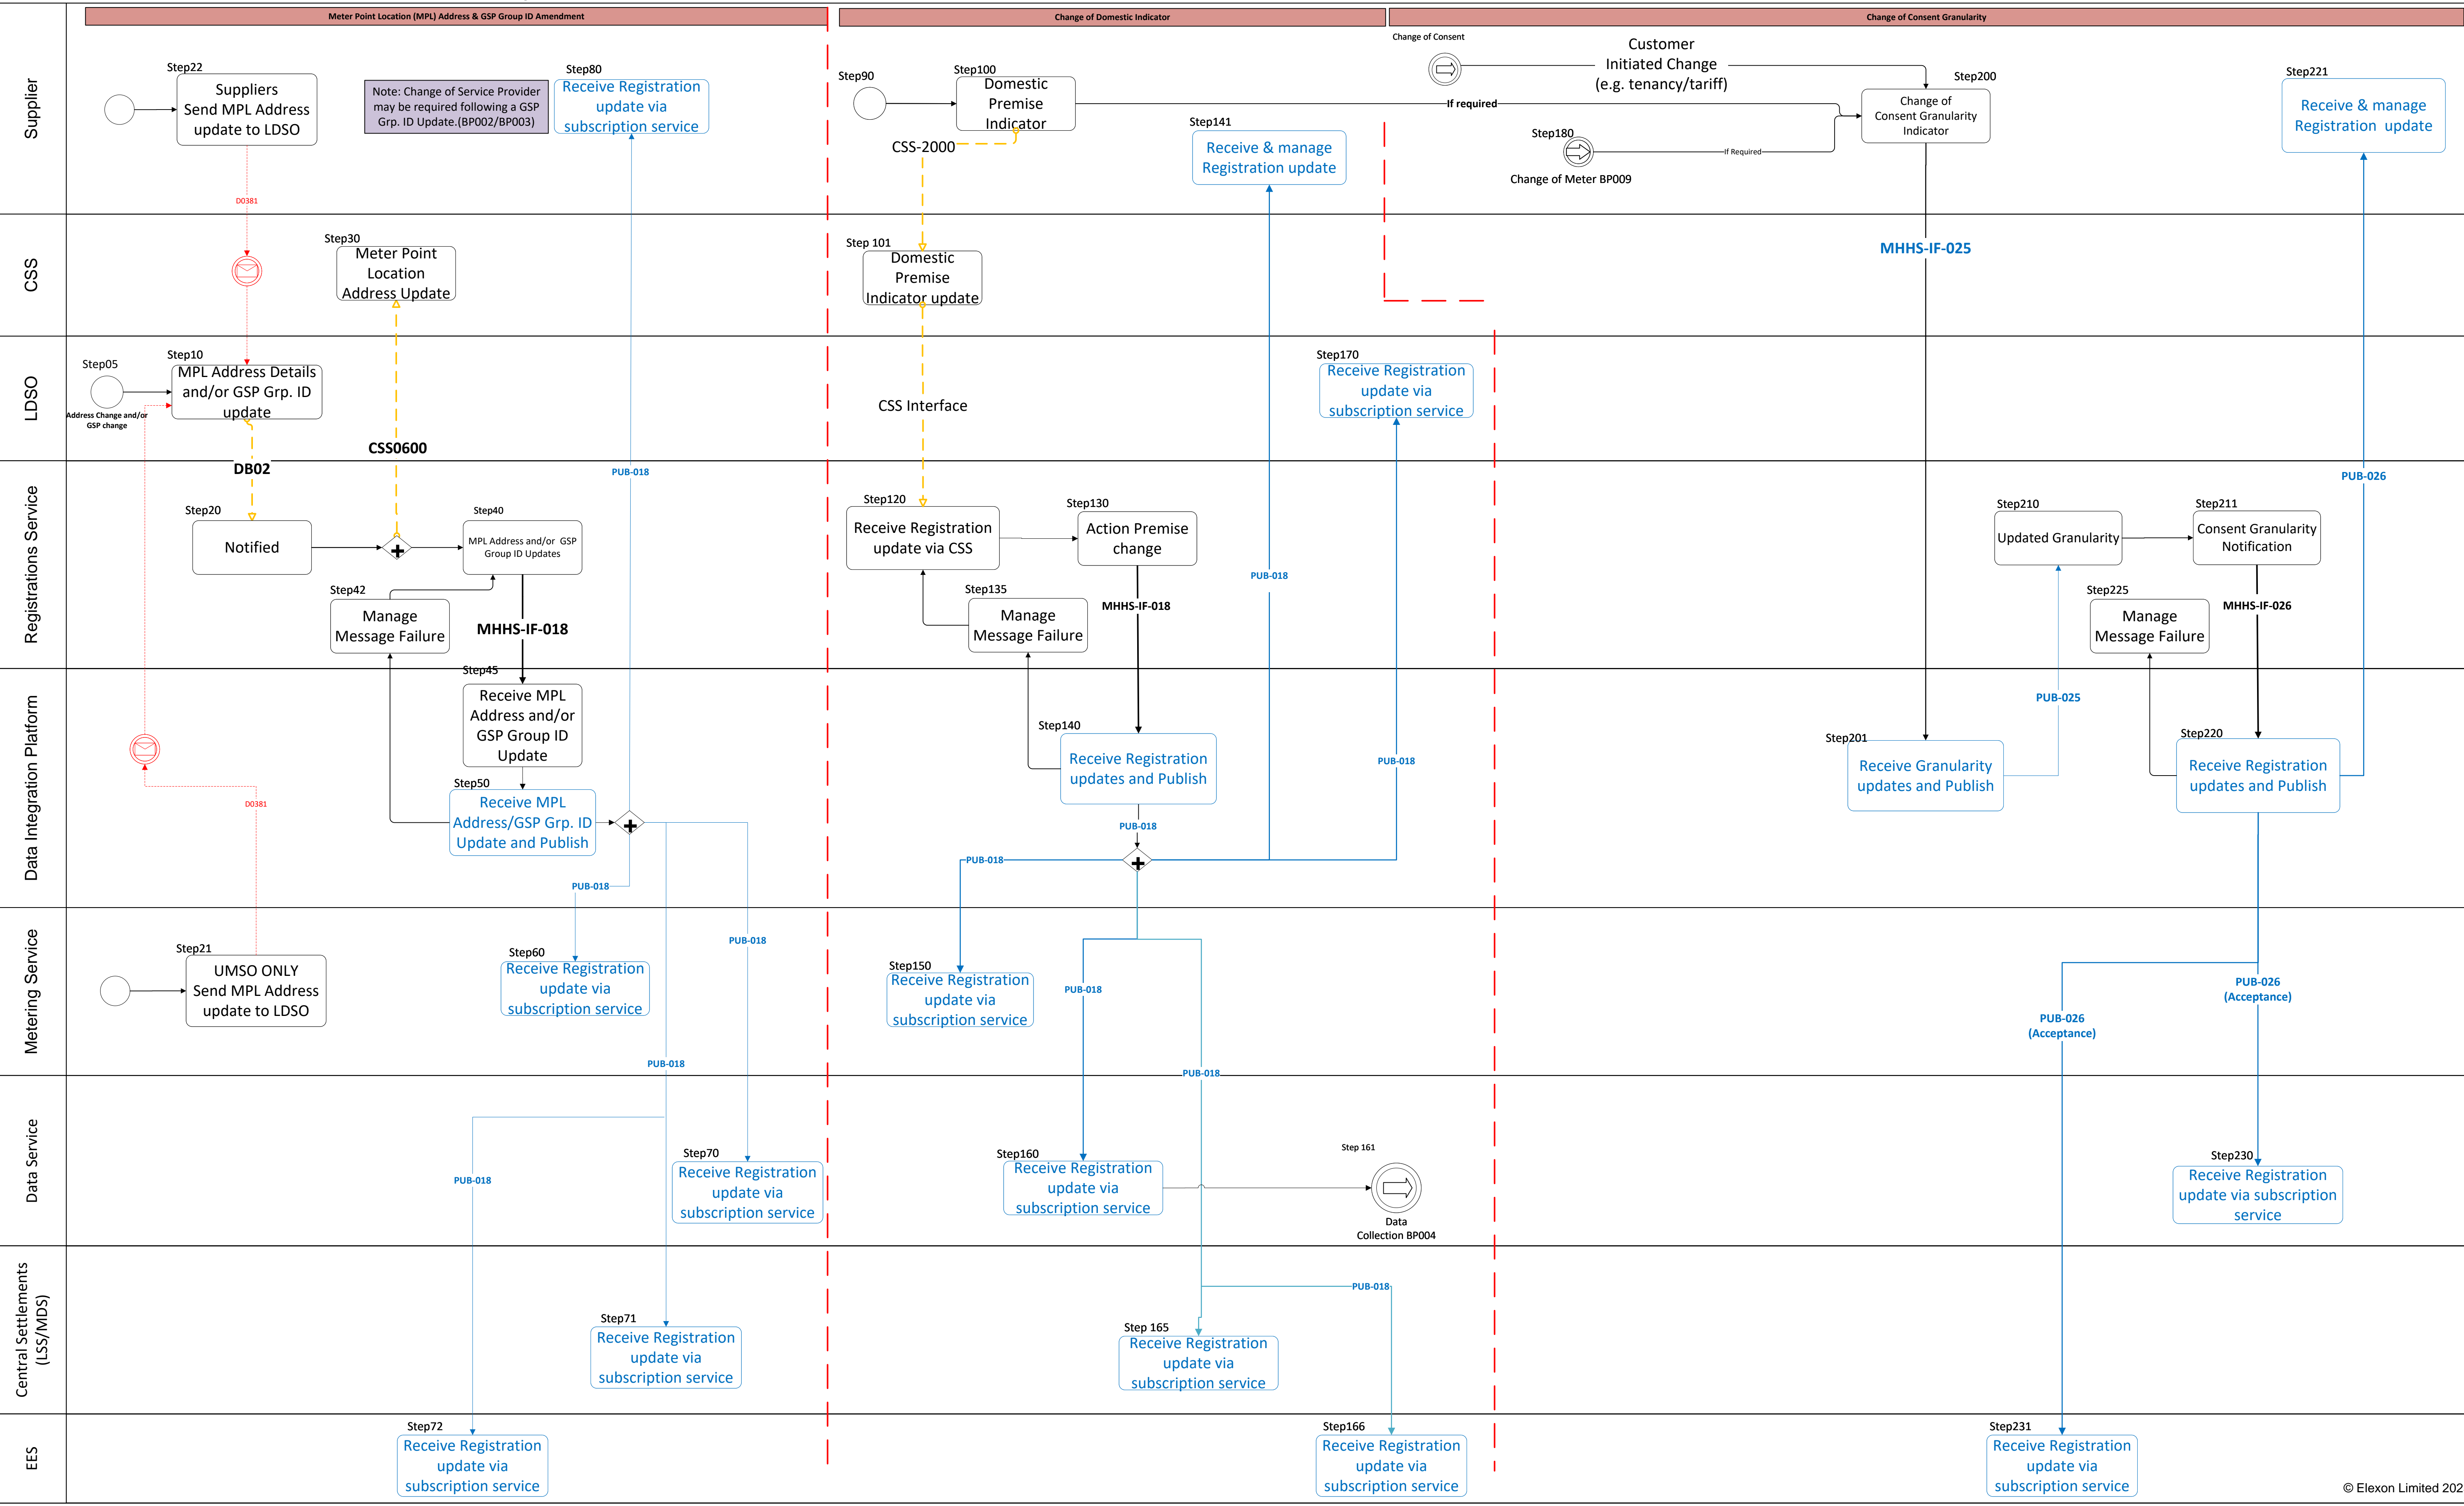 Meter Point Location (MPL) Address & GSP Group ID Amendment
Change of Domestic Indicator
Change of Consent Granularity
Supplier
Step22
Suppliers
Send MPL Address
update to LDSO
Note: Change of Service Provider
may be required following a GSP
Grp. ID Update.(BP002/BP003)
Step80
Receive Registration
update via
subscription service
D0381
Step90
Step100
Domestic
Premise
Indicator
CSS-2000
Step141
Receive & manage
Registration update
Change of Consent
Customer
Initiated Change
(e.g. tenancy/tariff)
If required
Step180
If Required
Change of Meter BP009
Step200
Change of
Consent Granularity
Indicator
Step221
Receive & manage
Registration update
CSS
Step30
Meter Point
Location
Address Update
Step 101
Domestic
Premise
Indicator update
MHHS-IF-025
LDSO
Step05
Address Change and/or
GSP change
Step10
MPL Address Details
and/or GSP Grp. ID
update
CSS0600
DB02
CSS Interface
Step170
Receive Registration
update via
subscription service
Registrations Service
PUB-018
Step20
Notified
Step40
MPL Address and/or GSP
Group ID Updates
Step42
Manage
Message Failure
MHHS-IF-018
Step120
Receive Registration
update via CSS
Step130
Action Premise
change
Step135
Manage
Message Failure
MHHS-IF-018
PUB-018
Step210
Updated Granularity
Step211
Consent Granularity
Notification
Step225
Manage
Message Failure
MHHS-IF-026
PUB-026
Data Integration Platform
Step45
Receive MPL
Address and/or
GSP Group ID
Update
Step50
Receive MPL
Address/GSP Grp. ID
Update and Publish
D0381
PUB-018
Step140
Receive Registration
updates and Publish
PUB-018
PUB-018
PUB-018
Step201
Receive Granularity
updates and Publish
PUB-025
Step220
Receive Registration
updates and Publish
Metering Service
Step21
UMSO ONLY
Send MPL Address
update to LDSO
Step60
Receive Registration
update via
subscription service
PUB-018
PUB-018
Step150
Receive Registration
update via
subscription service
PUB-018
PUB-018
PUB-026
(Acceptance)
PUB-026
(Acceptance)
Data Service
PUB-018
Step70
Receive Registration
update via
subscription service
Step160
Receive Registration
update via
subscription service
Step 161
Data
Collection BP004
Step230
Receive Registration
update via subscription
service
Central Settlements
(LSS/MDS)
Step71
Receive Registration
update via
subscription service
Step 165
Receive Registration
update via
subscription service
PUB-018
EES
Step72
Receive Registration
update via
subscription service
Step166
Receive Registration
update via
subscription service
Step231
Receive Registration
update via
subscription service
© Elexon Limited 202